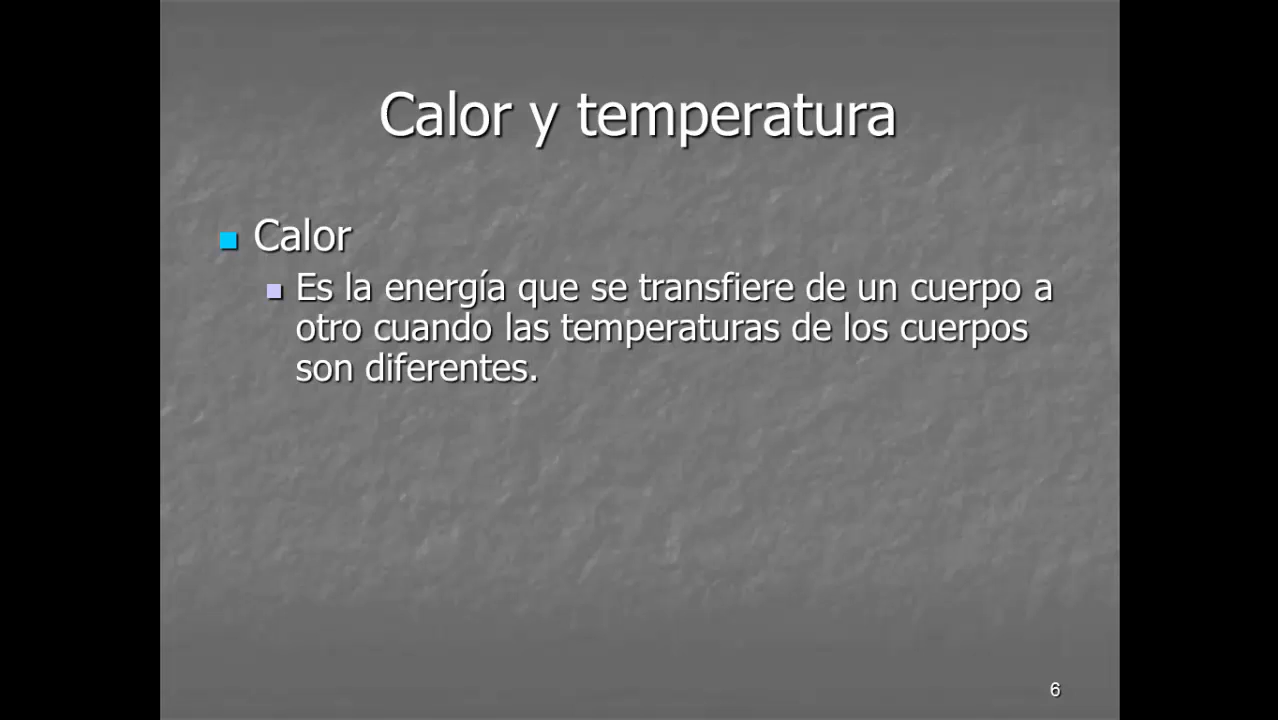 Calor y temperatura
Calor
Es la energía que se transfiere de un cuerpo a
otro cuando las temperaturas de los cuerpos
son diferentes.
6